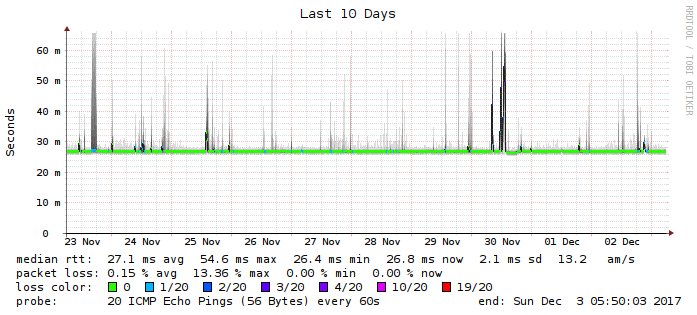 Last 10 Days
RRDTOOL / TOBI OETIKER
Seconds
60 m
50 m
40 m
30 m
20 m
10 m
0
23 Nov 24 Nov 25 Nov 26 Nov 27 Nov 28 Nov 29 Nov 30 Nov 01 Dec 02 Dec
median rtt: 27.1 ms avg 54.6 ms max 26.4 ms min 26.8 ms now 2.1 ms sd 13.2 am/s
packet loss: 0.15 % avg 13.36 % max 0.00 % min 0.00 % now
loss color: 0 1/20 2/20 3/20 4/20 10/20 19/20
probe: 20 ICMP Echo Pings (56 Bytes) every 60s end: Sun Dec 3 05:50:03 2017